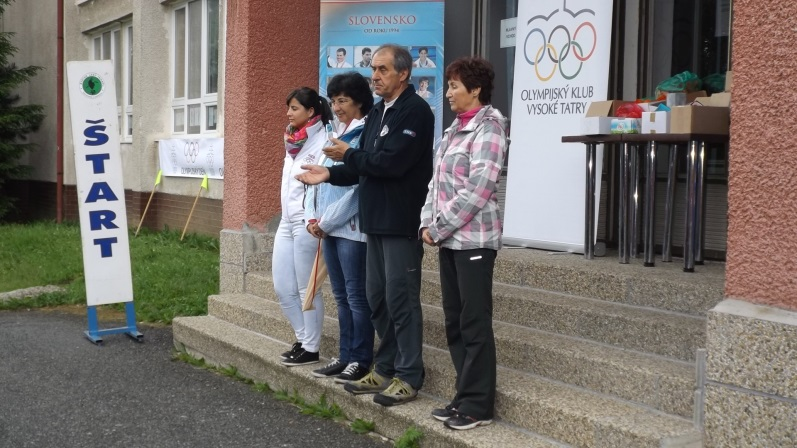 ŠTART
SLOVENSKO
OD ROKU 1996
OLYMPIJSKÝ KLUB
VYSOKÉ TATRY